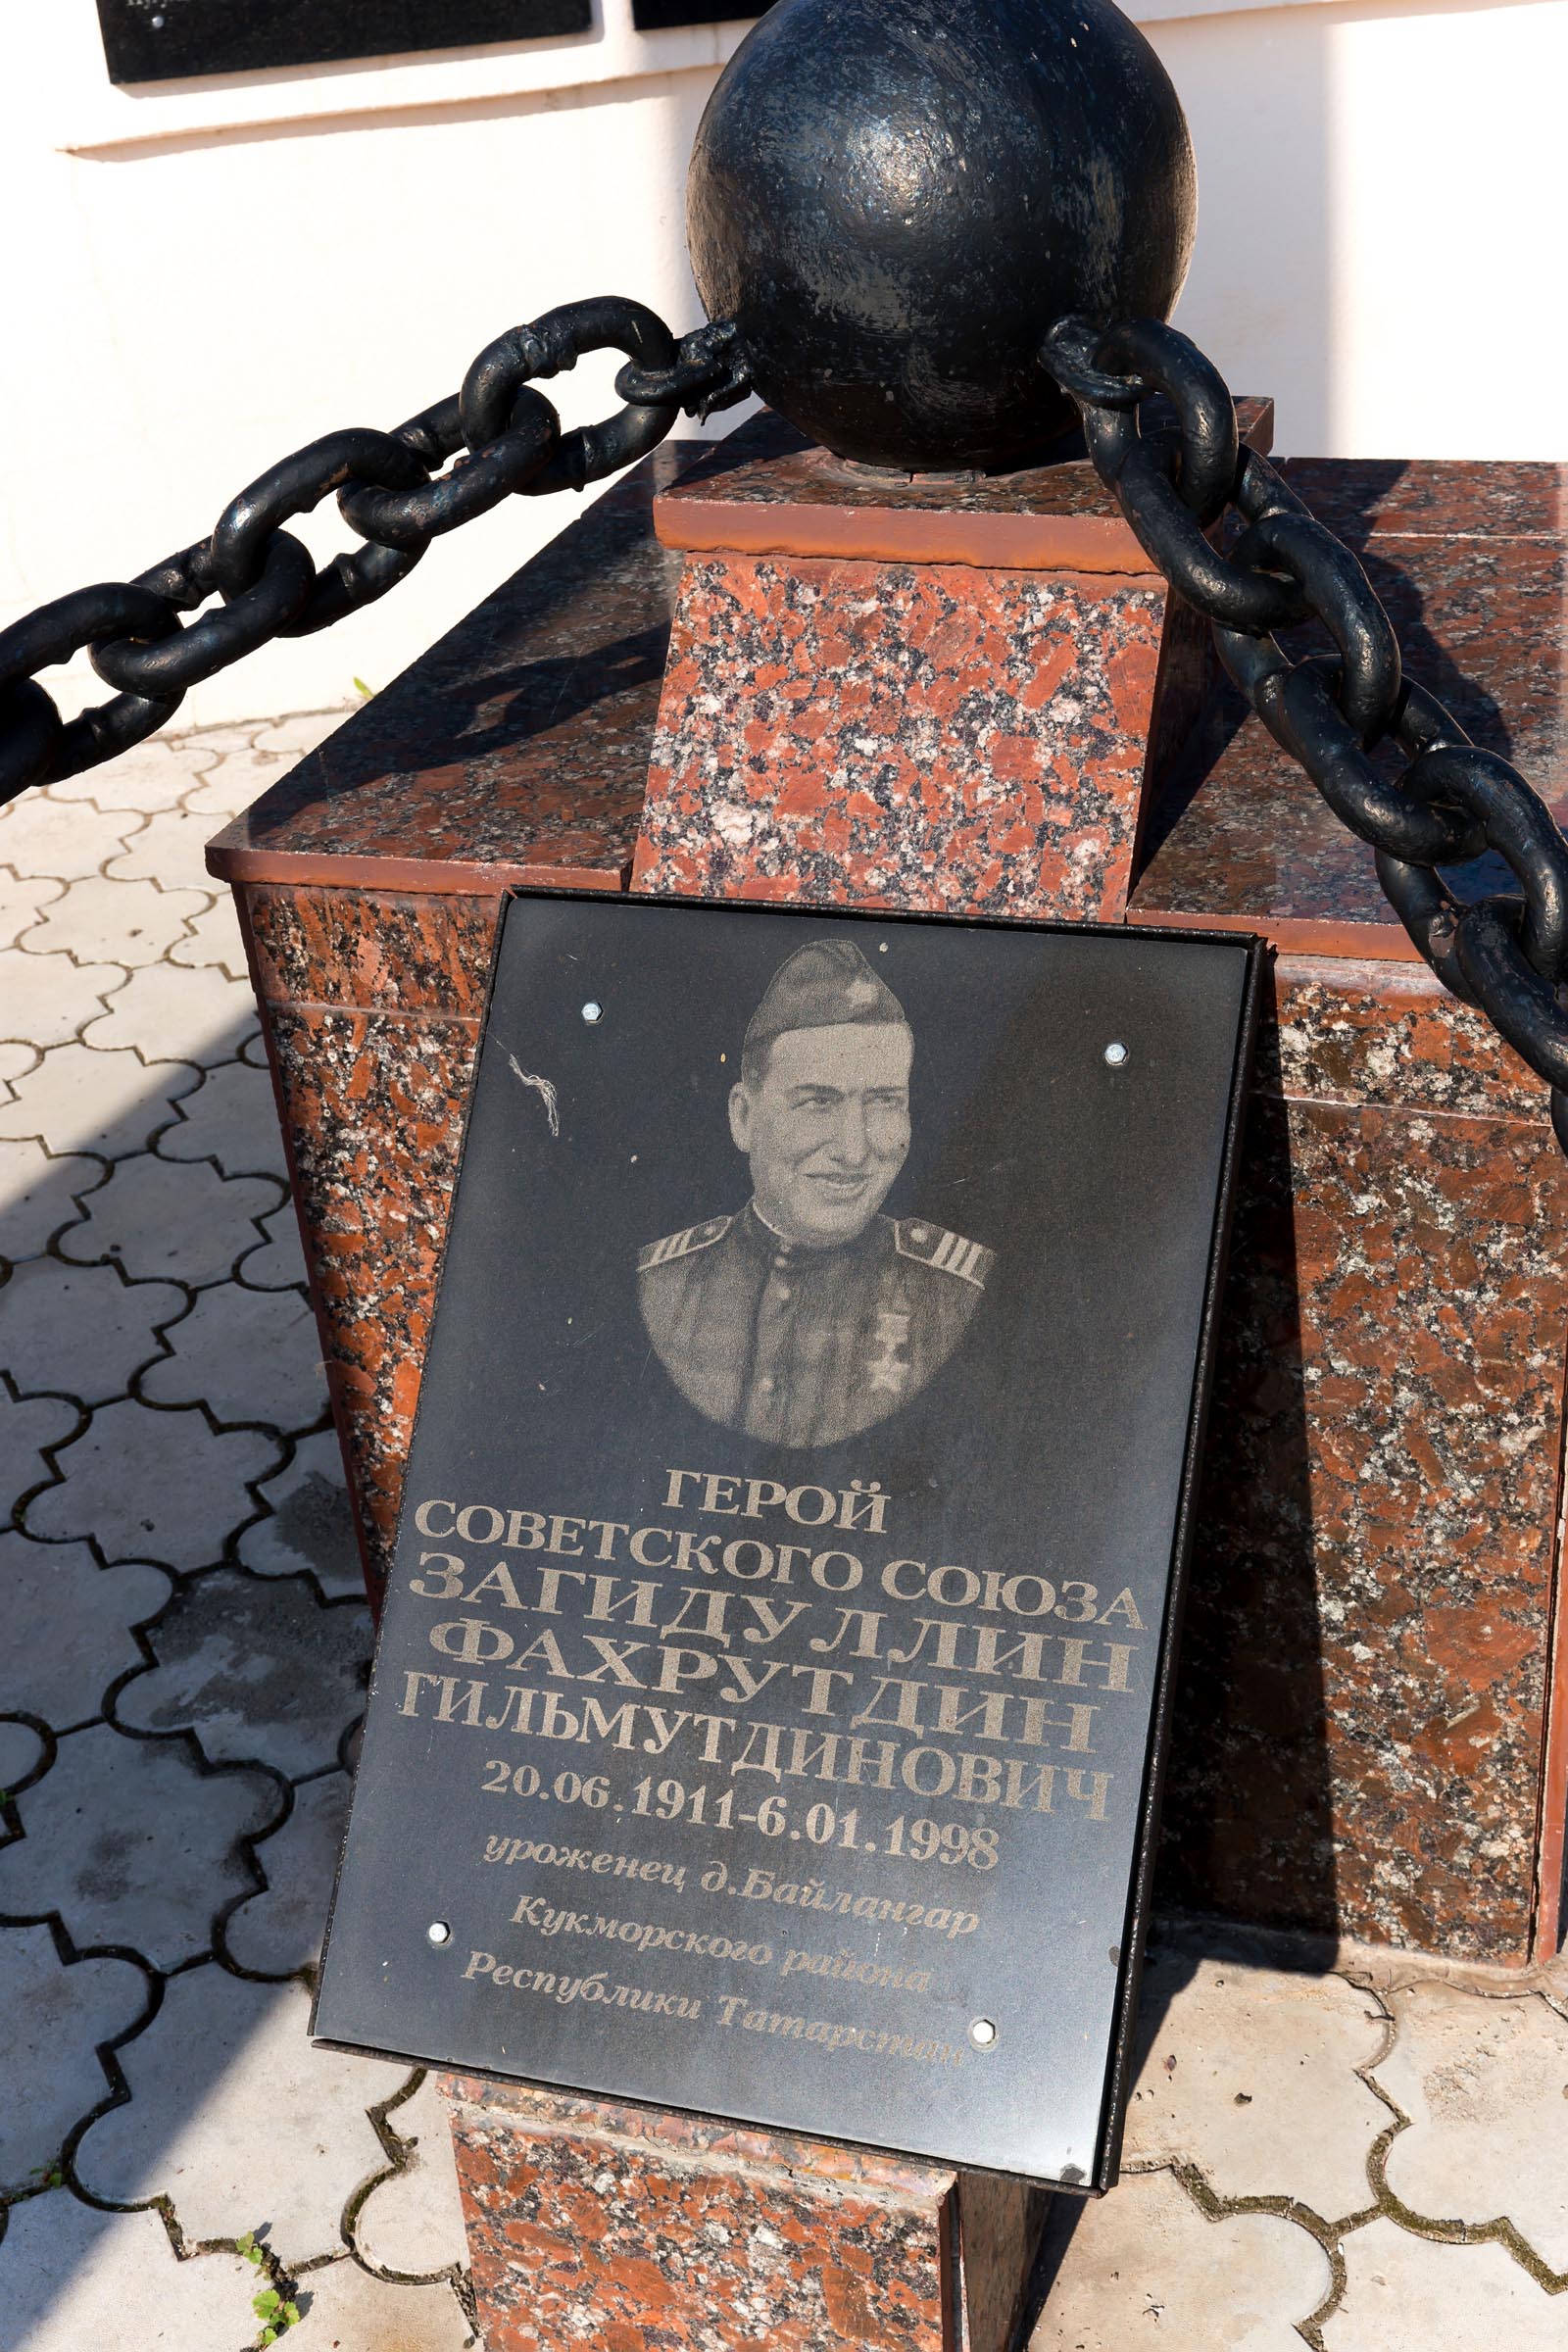 ГЕРОЙ
СОВЕТСКОГО СОЮЗА
ЗАГИДУЛЛИН
ФАХРУТДИН
ГИЛЬМУТДИНОВИЧ
20.06.1911-6.01.1998
уроженец д.Байлангар
Кукморского района
Республики Татарстан